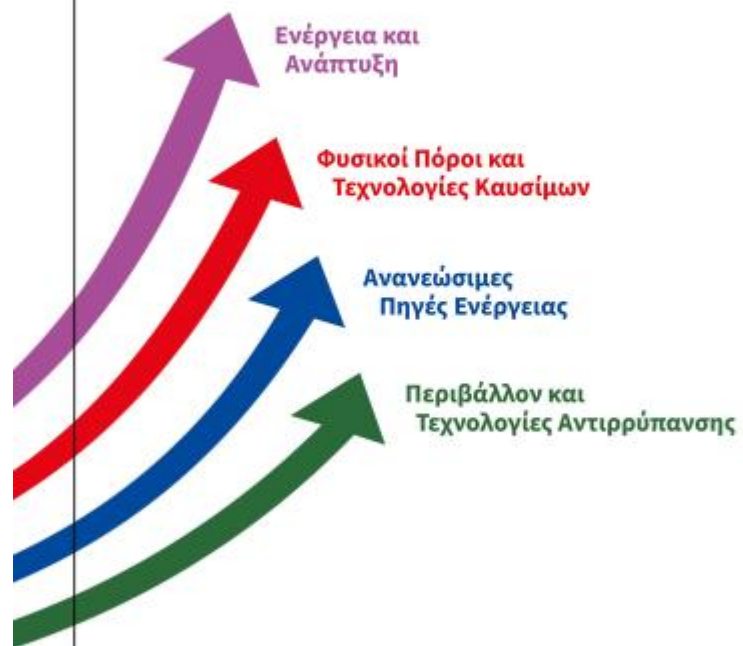 Ενέργεια και
Ανάπτυξη
Φυσικοί Πόροι και
Τεχνολογίες Καυσίμων
Ανανεώσιμες
Πηγές Ενέργειας
Περιβάλλον και
Τεχνολογίες Αντιρρύπανσης